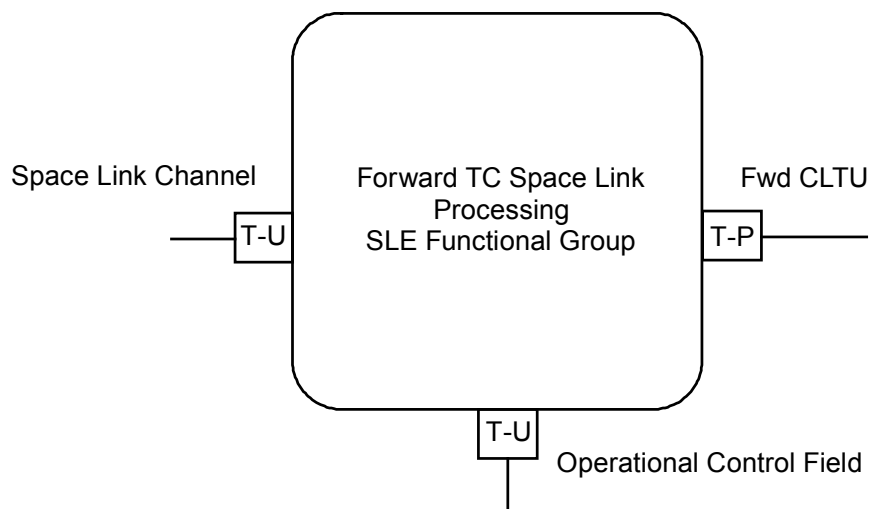 Space Link Channel
T-U
Forward TC Space Link
Processing
SLE Functional Group
Fwd CLTU
T-P
T-U
Operational Control Field